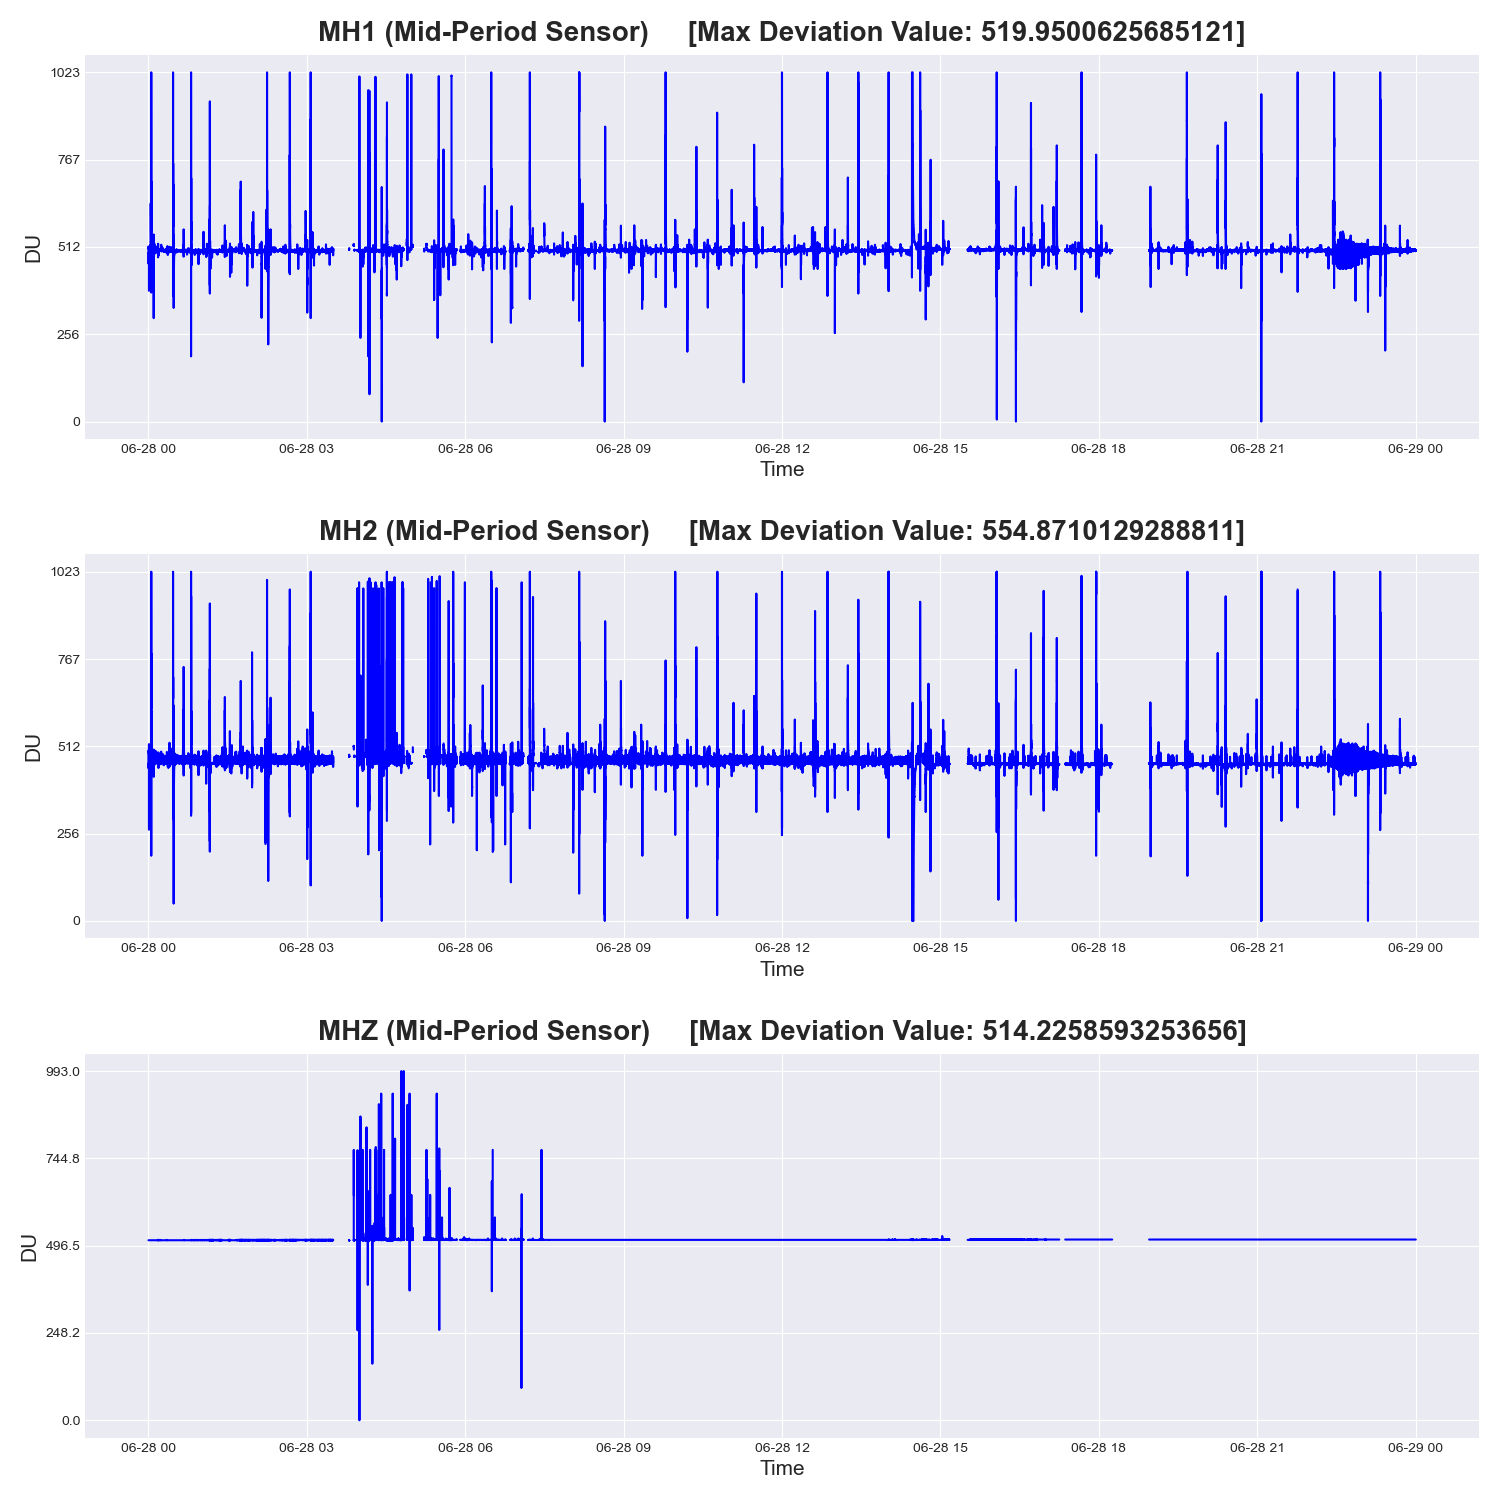 MH1 (Mid-Period Sensor) [Max Deviation Value: 519.9500625685121]
1023
767
512
256
0
DU
06-28 00 06-28 03 06-28 06 06-28 09 06-28 12 06-28 15 06-28 18 06-28 21 06-29 00
Time
MH2 (Mid-Period Sensor) [Max Deviation Value: 554.8710129288811]
1023
767
512
256
0
DU
06-28 00 06-28 03 06-28 06 06-28 09 06-28 12 06-28 15 06-28 18 06-28 21 06-29 00
Time
MHZ (Mid-Period Sensor) [Max Deviation Value: 514.2258593253656]
993.0
744.8
496.5
248.2
0.0
DU
06-28 00 06-28 03 06-28 06 06-28 09 06-28 12 06-28 15 06-28 18 06-28 21 06-29 00
Time